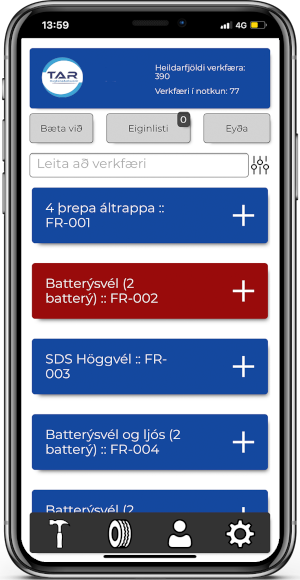 13:59
4G
TAR
Heildarfjöldi verkfæra:
390
Verkfæri í notkun: 77
Bæta við
Eiginlisti
0
Eyða
Leita að verkfæri
4 þrepa áltrappa ::
FR-001
Batterýsvél (2
batterý) :: FR-002
SDS Höggvél :: FR-
003
Batterýsvél og ljós (2
batterý) :: FR-004
Batterýsvél (2